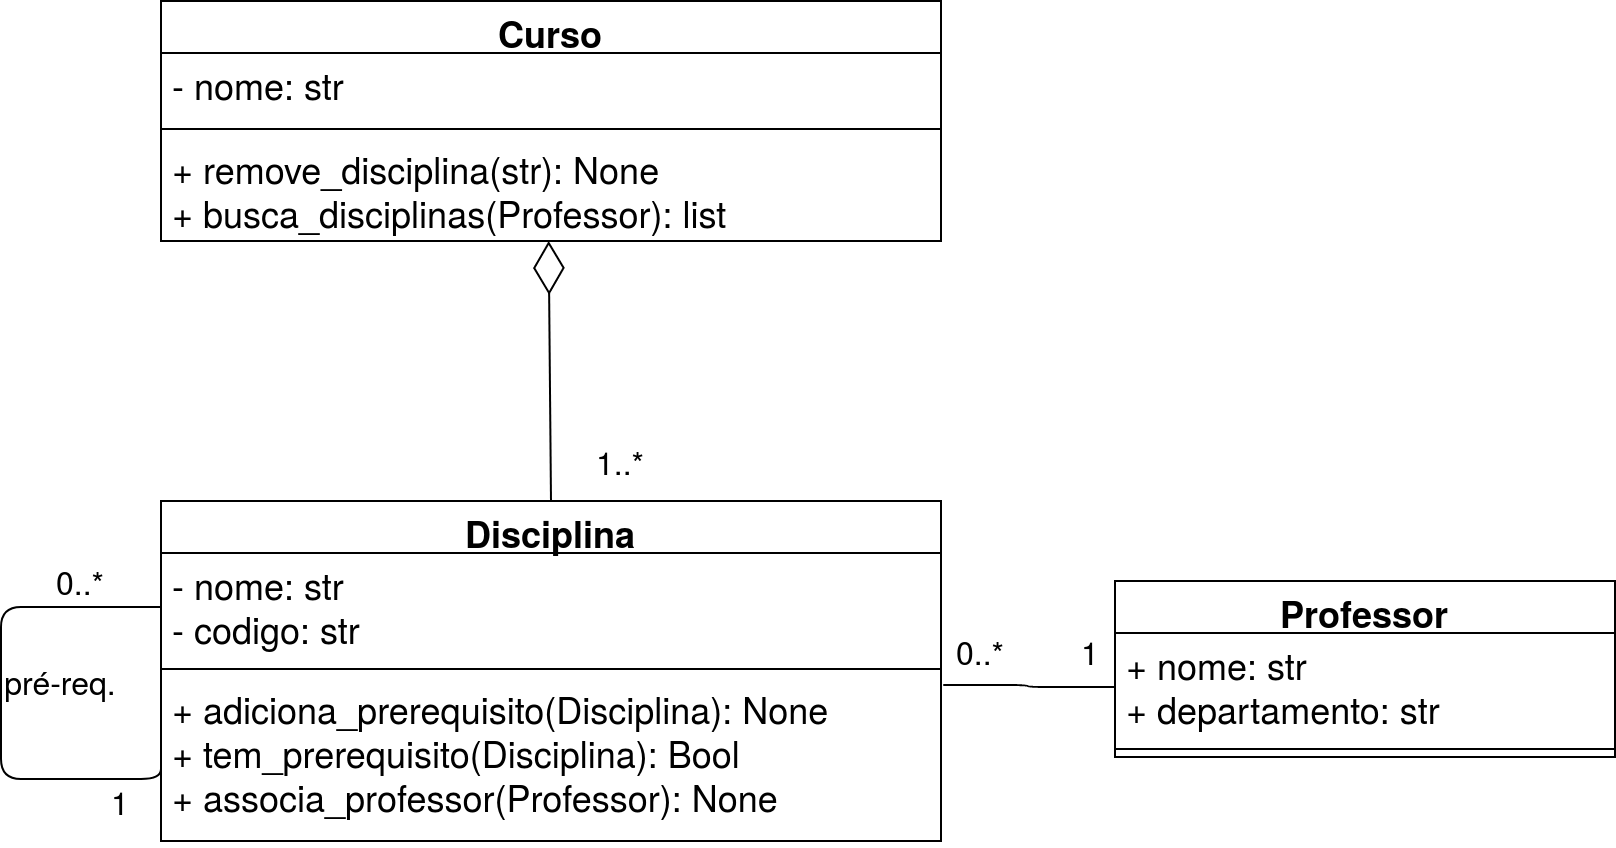 Curso
- nome: str
+ remove_disciplina(str): None
+ busca_disciplinas(Professor): list
1..*
Disciplina
- nome: str
- codigo: str
+ adiciona_prerequisito(Disciplina): None
+ tem_prerequisito(Disciplina): Bool
+ associa_professor(Professor): None
0..*
pré-req.
1
0..*
1
Professor
+ nome: str
+ departamento: str